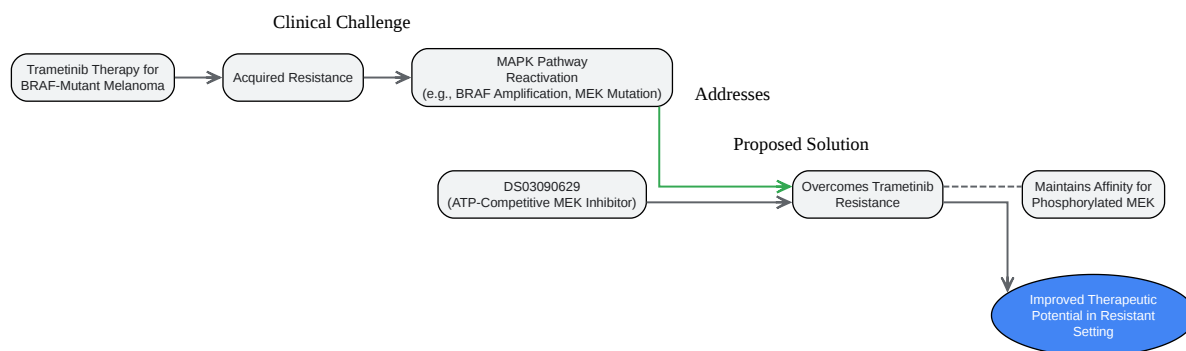 Clinical Challenge
Trametinib Therapy for
BRAF-Mutant Melanoma
Acquired Resistance
MAPK Pathway
Reactivation
(e.g., BRAF Amplification, MEK Mutation)
Addresses
Proposed Solution
DS03090629
(ATP-Competitive MEK Inhibitor)
Overcomes Trametinib
Resistance
Maintains Affinity for
Phosphorylated MEK
Improved Therapeutic
Potential in Resistant
Setting